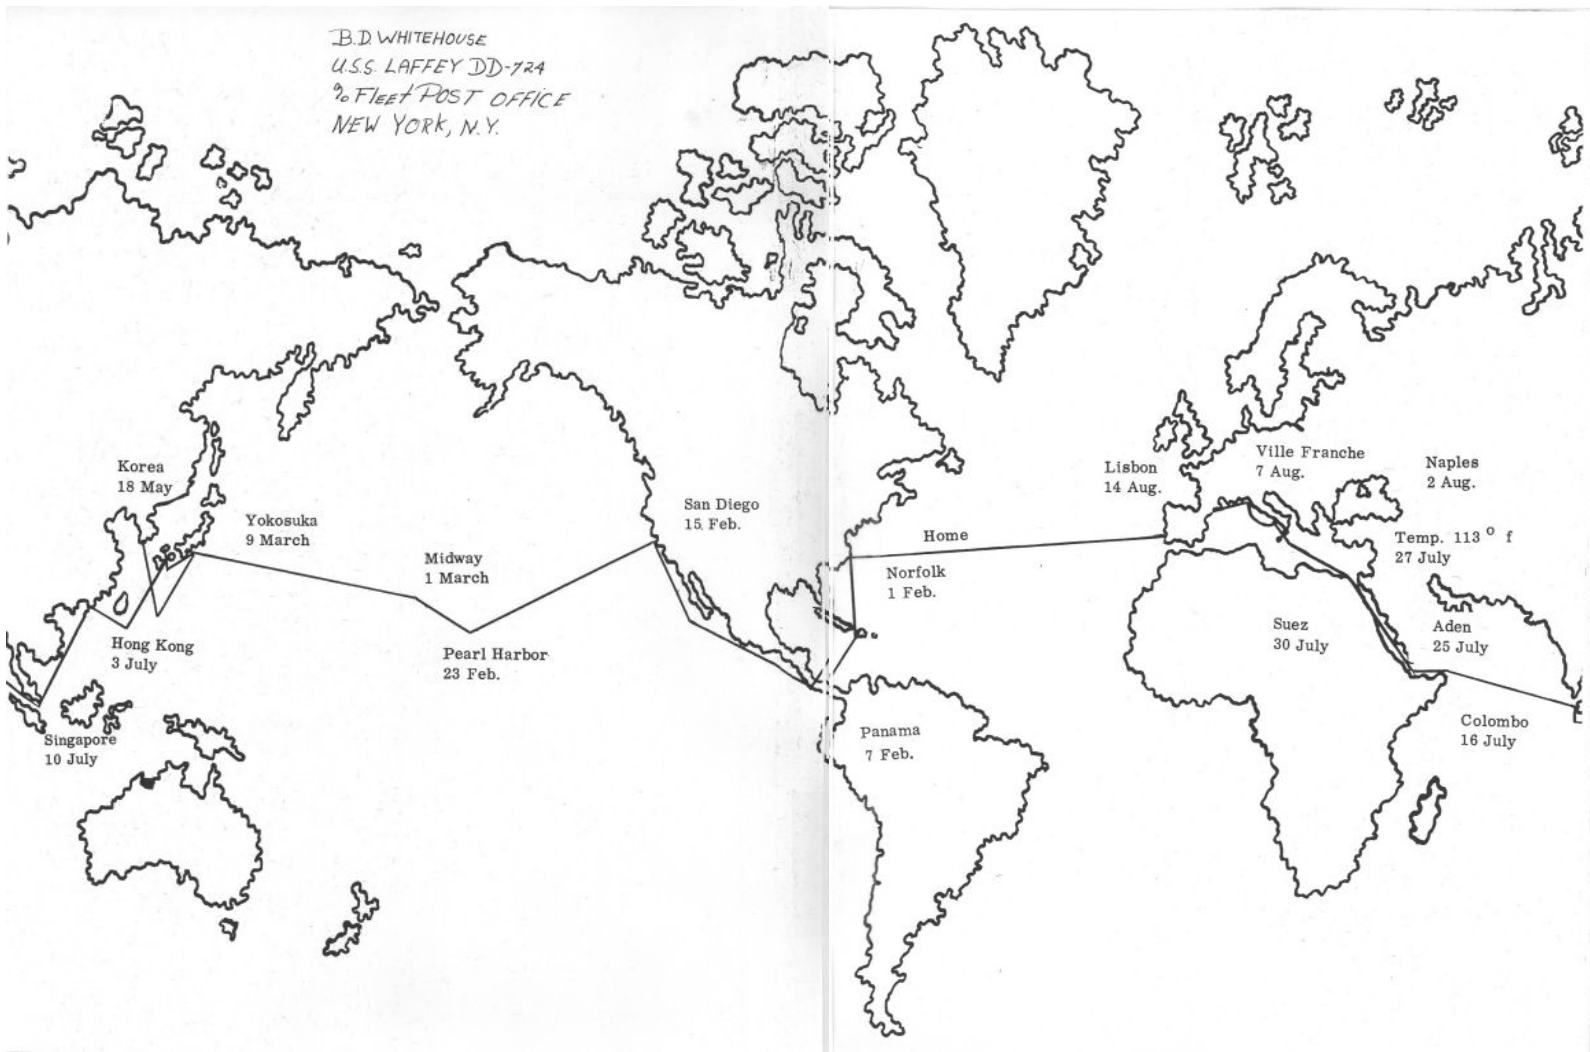 B.D. WHITEHOUSE
U.S.S. LAFFEY DD-724
% Fleet POST OFFICE
NEW YORK, N.Y.
Korea
18 May
Yokosuka
9 March
Midway
1 March
San Diego
15 Feb.
Pearl Harbor
23 Feb.
Hong Kong
3 July
Singapore
10 July
Panama
7 Feb.
Norfolk
1 Feb.
Home
Lisbon
14 Aug.
Ville Franche
7 Aug.
Naples
2 Aug.
Temp. 113 o f
27 July
Suez
30 July
Aden
25 July
Colombo
16 July